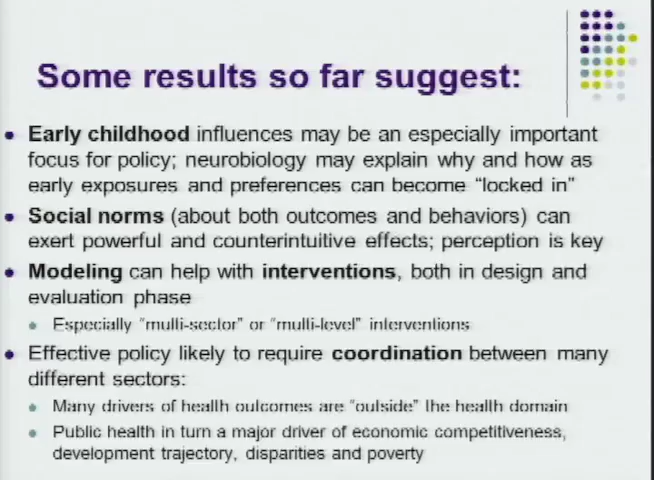 Some results so far suggest:
Early childhood influences may be an especially important
focus for policy; neurobiology may explain why and how as
early exposures and preferences can become “locked in”
Social norms (about both outcomes and behaviors) can
exert powerful and counterintuitive effects; perception is key
Modeling can help with interventions, both in design and
evaluation phase
Especially “multi-sector” or “multi-level” interventions
Effective policy likely to require coordination between many
different sectors:
Many drivers of health outcomes are “outside” the health domain
Public health in turn a major driver of economic competitiveness,
development trajectory, disparities and poverty